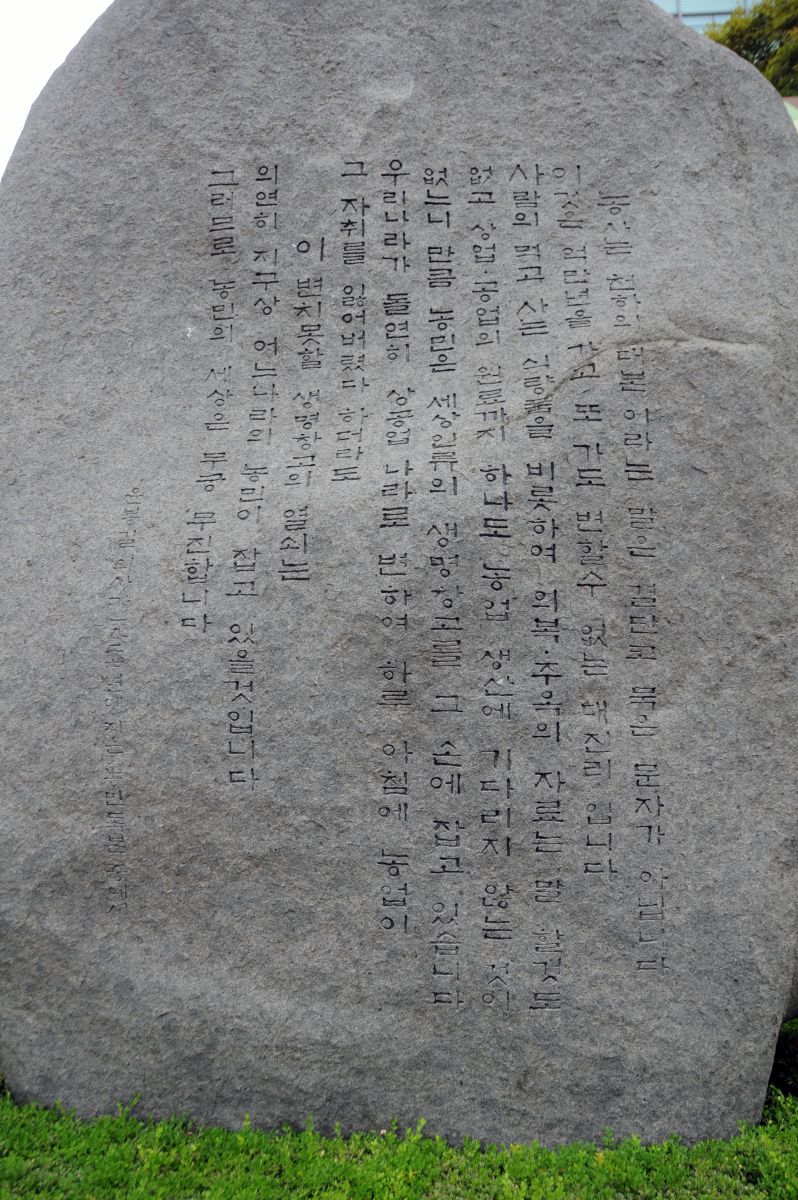 농사는 천하의 대본 이라는 말은 결단코 묵은 문자가 아닙니다
이것은 억만년을 가고 또 가도 변할수 없는 대진리 입니다
사람의 먹고 사는 식량품을 비롯하여 의복·주옥의 자료는 말 할것도
없고 상업·공업의 원료까지 하나도 농업 생산에 기다리지 않는 것이
없는니 만큼 농민은 세상인류의 생명창고를 그 손에 잡고 있습니다
우리나라가 돌연히 상공업 나라로 변하여 하루 아침에 농업이
그 자취를 잃어버렸다 하더라도
이 변치못할 생명창고의 열쇠는
의연히 지구상 어느나라의 농민이 잡고 있을것입니다
그러므로 농민의 세상은 무궁 무진합니다